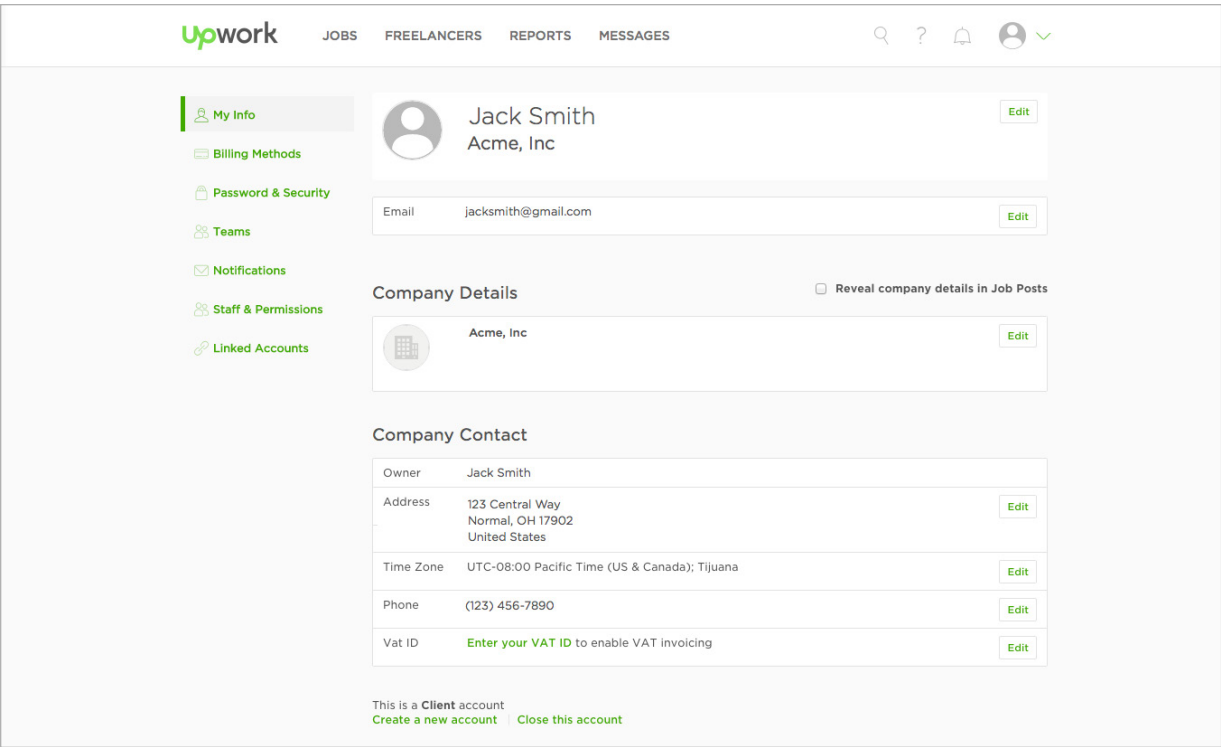 Upwork JOBS FREELANCERS REPORTS MESSAGES ?
My Info
Billing Methods
Password & Security
Teams
Notifications
Staff & Permissions
Linked Accounts
Jack Smith Edit
Acme, Inc
Email jacksmith@gmail.com Edit
Company Details Reveal company details in Job Posts
Acme, Inc Edit
Company Contact
Owner Jack Smith
Address 123 Central Way Edit
Normal, OH 17902
United States
Time Zone UTC-08:00 Pacific Time (US & Canada); Tijuana Edit
Phone (123) 456-7890 Edit
Vat ID Enter your VAT ID to enable VAT invoicing Edit
This is a Client account
Create a new account | Close this account